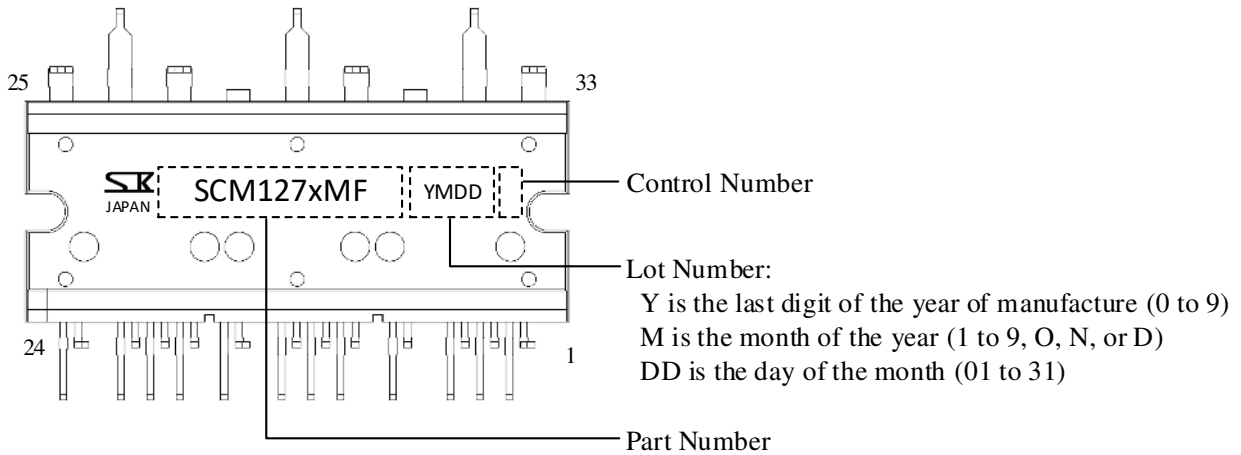 25
33
SK
JAPAN
SCM127xMF
YMDD
Control Number
Lot Number:
Y is the last digit of the year of manufacture (0 to 9)
M is the month of the year (1 to 9, O, N, or D)
DD is the day of the month (01 to 31)
24
1
Part Number